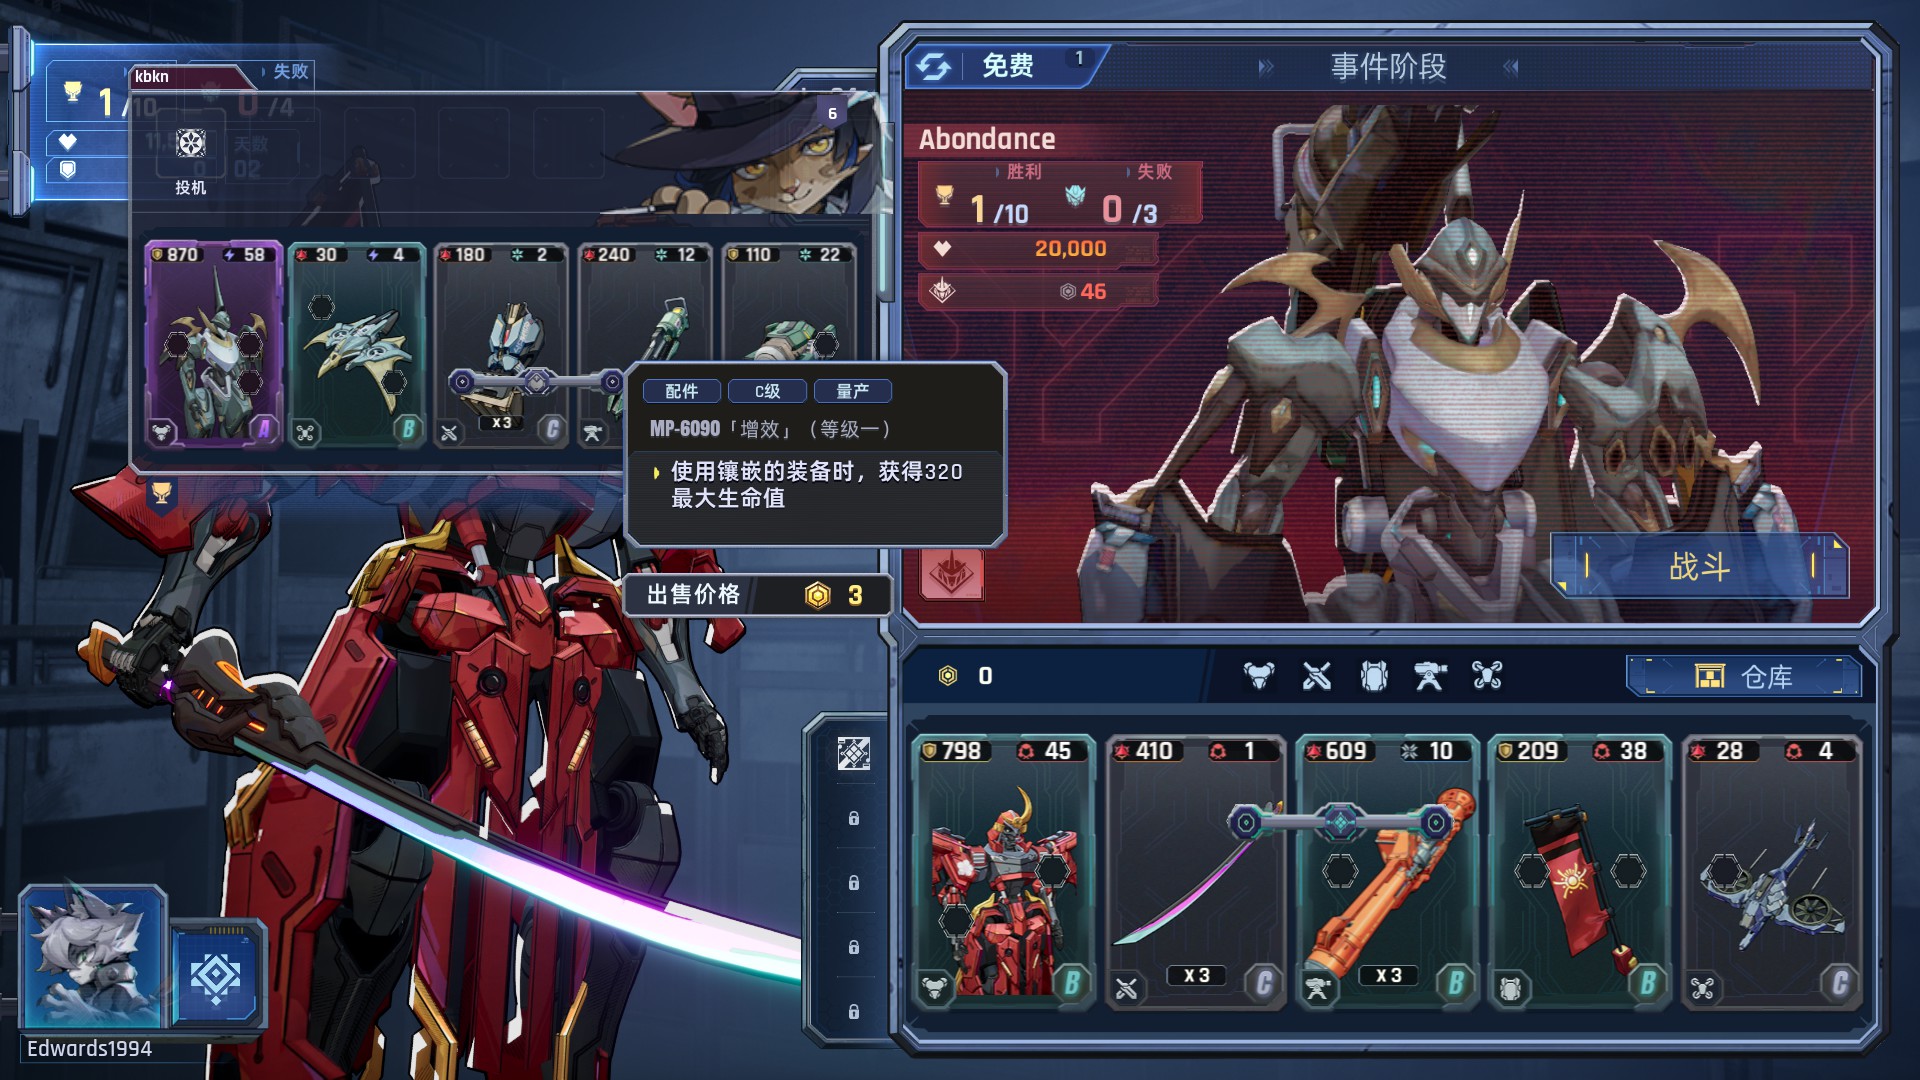 失败
1/10
0/4
天数
02
kbkn
6
投机
870 58
30 4
180 2
240 12
110 22
A
B
x3
C
配件 C级 量产
MP-6090「增效」（等级一）
使用镶嵌的装备时，获得320
最大生命值
出售价格 3
免费 1
事件阶段
Abondance
胜利 失败
1/10 0/3
20,000
46
战斗
0
仓库
798 45
410 1
609 10
209 38
28 4
B
x3
C
x3
B
B
C
Edwards1994